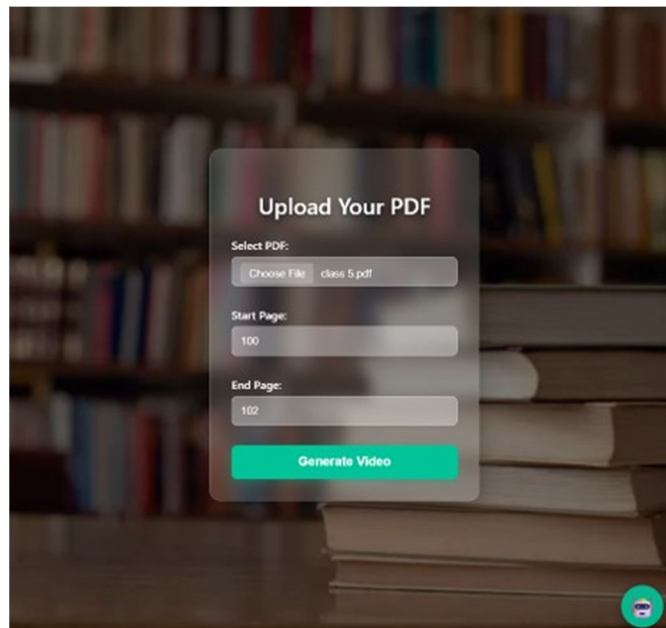 Upload Your PDF
Select PDF:
Choose File class 5.pdf
Start Page:
100
End Page:
102
Generate Video